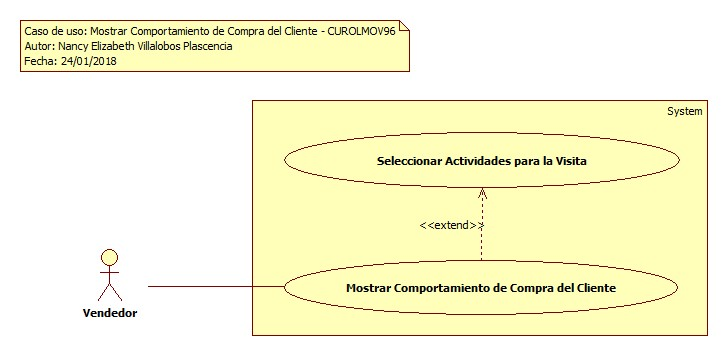 Caso de uso: Mostrar Comportamiento de Compra del Cliente - CUROLMOV96
Autor: Nancy Elizabeth Villalobos Plascencia
Fecha: 24/01/2018
System
Seleccionar Actividades para la Visita
<<extend>>
Mostrar Comportamiento de Compra del Cliente
Vendedor